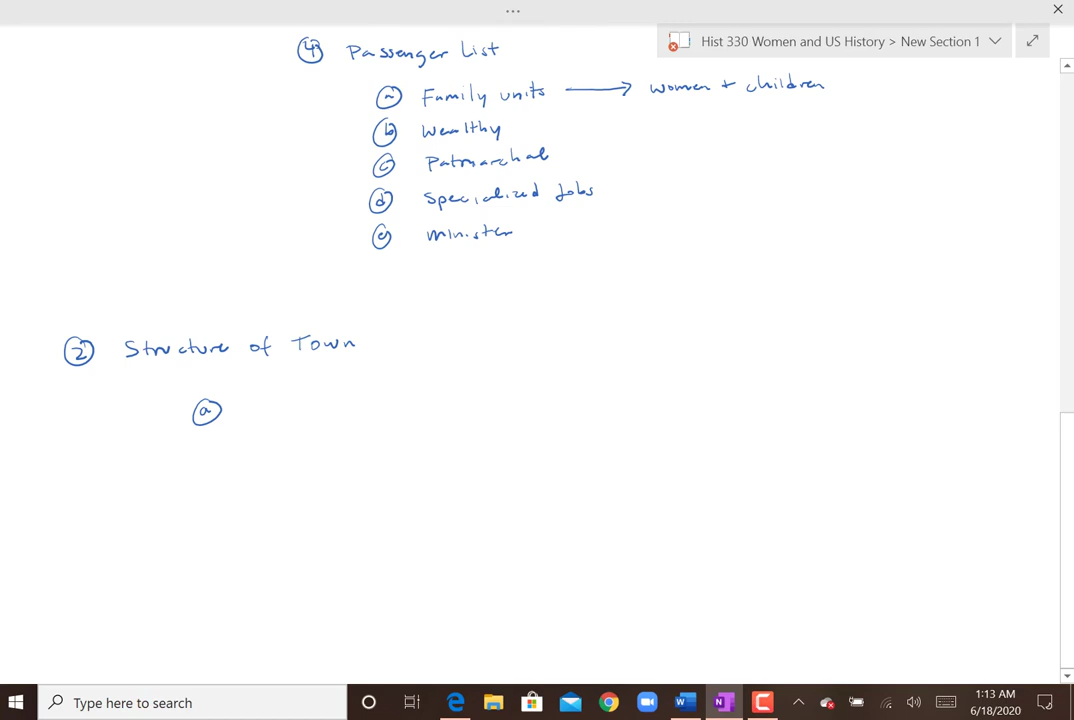 Hist 330 Women and US History > New Section 1
④ Passenger List
ⓐ Family units → women + children
ⓑ Wealthy
ⓒ Patriarchal
ⓓ Specialized Jobs
ⓔ Minister
② Structure of Town
ⓐ
Type here to search
1:13 AM
6/18/2020